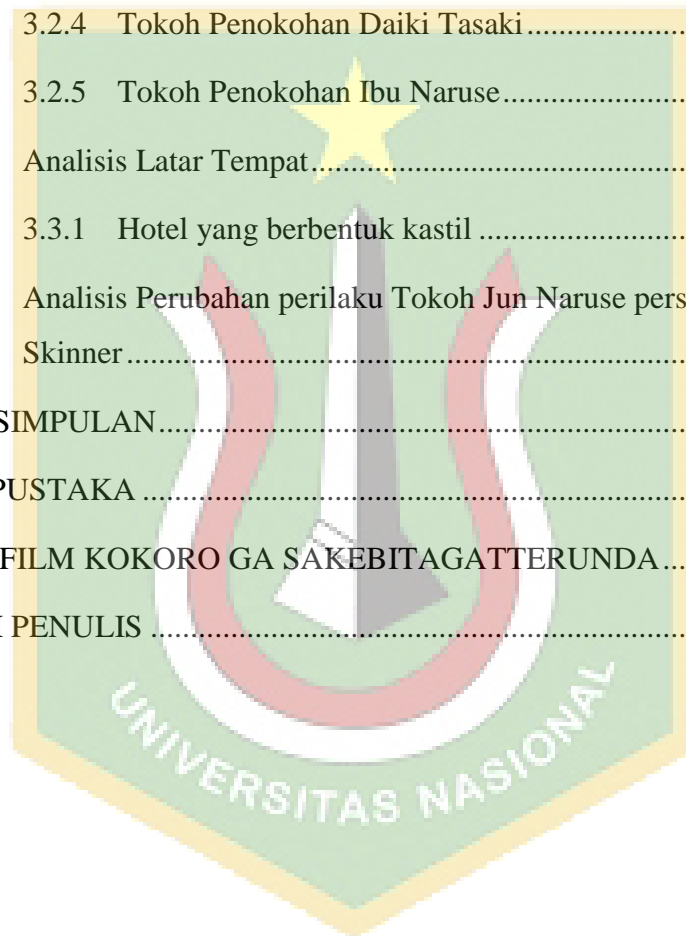 3.2.4 Tokoh Penokohan Daiki Tasaki.....................
3.2.5 Tokoh Penokohan Ibu Naruse.......................
Analisis Latar Tempat................................................
3.3.1 Hotel yang berbentuk kastil ...........................
Analisis Perubahan perilaku Tokoh Jun Naruse pers
Skinner.......................................................................
SIMPULAN....................................................................
PUSTAKA ......................................................................
FILM KOKORO GA SAKEBITAGATTERUNDA...
PENULIS .....................................................................
UNIVERSITAS NASIONAL